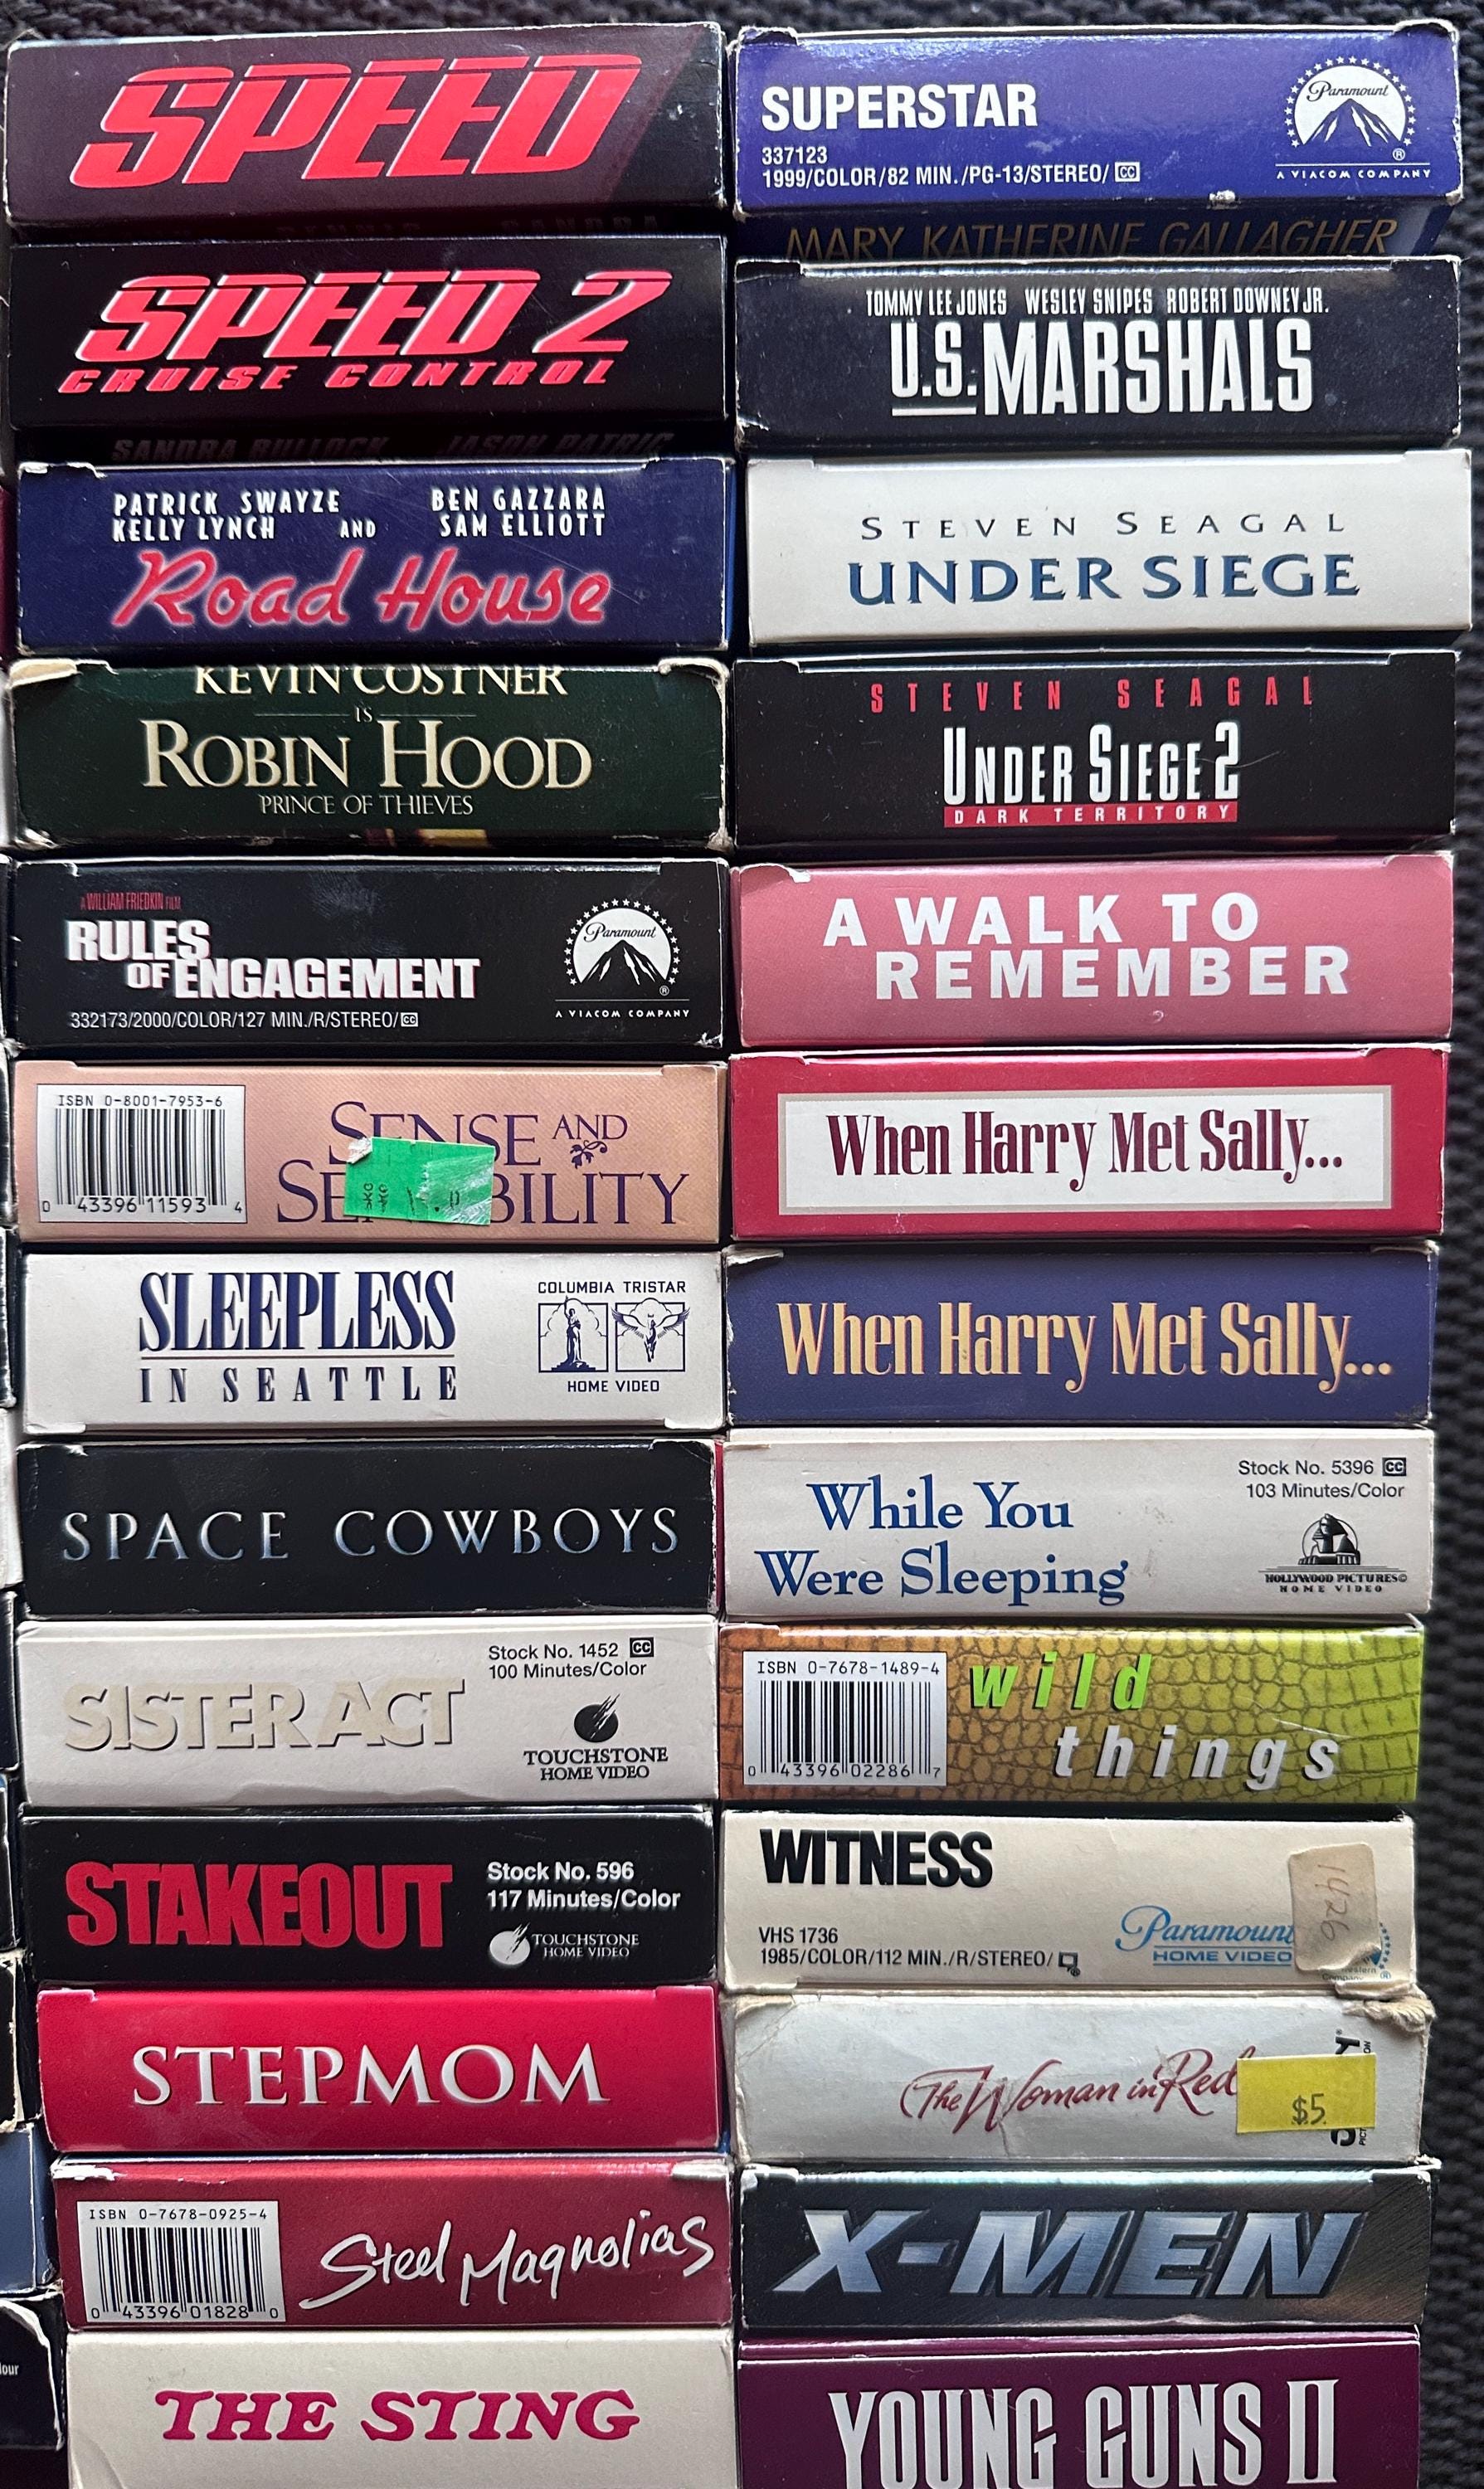 SPEED
SPEED 2
CRUISE CONTROL
SANDRA BULLOCK JASON PATRIC
PATRICK SWAYZE BEN GAZZARA
KELLY LYNCH AND SAM ELLIOTT
Road House
KEVIN COSTNER
IS
ROBIN HOOD
PRINCE OF THIEVES
A WILLIAM FRIEDKIN FILM
RULES
OF ENGAGEMENT
332173/2000/COLOR/127 MIN./R/STEREO/CC
Paramount
®
A VIACOM COMPANY
ISBN 0-8001-7953-6
0 43396 11593 4
SENSE AND
SE BILITY
SLEEPLESS
IN SEATTLE
COLUMBIA TRISTAR
HOME VIDEO
SPACE COWBOYS
SISTER ACT
Stock No. 1452 CC
100 Minutes/Color
TOUCHSTONE
HOME VIDEO
STAKEOUT
Stock No. 596
117 Minutes/Color
TOUCHSTONE
HOME VIDEO
STEPMOM
ISBN 0-7678-0925-4
0 43396 01828 0
Steel Magnolias
THE STING
SUPERSTAR
337123
1999/COLOR/82 MIN./PG-13/STEREO/CC
Paramount
®
A VIACOM COMPANY
MARY KATHERINE GALLAGHER
TOMMY LEE JONES WESLEY SNIPES ROBERT DOWNEY JR.
U.S. MARSHALS
STEVEN SEAGAL
UNDER SIEGE
STEVEN SEAGAL
UNDER SIEGE 2
DARK TERRITORY
A WALK TO
REMEMBER
When Harry Met Sally...
When Harry Met Sally...
While You
Were Sleeping
Stock No. 5396 CC
103 Minutes/Color
HOLLYWOOD PICTURES
HOME VIDEO
ISBN 0-7678-1489-4
0 43396 02286 7
wild
things
WITNESS
VHS 1736
1985/COLOR/112 MIN./R/STEREO/
Paramount
HOME VIDEO
1426
The Woman in Red
$5
X-MEN
YOUNG GUNS II